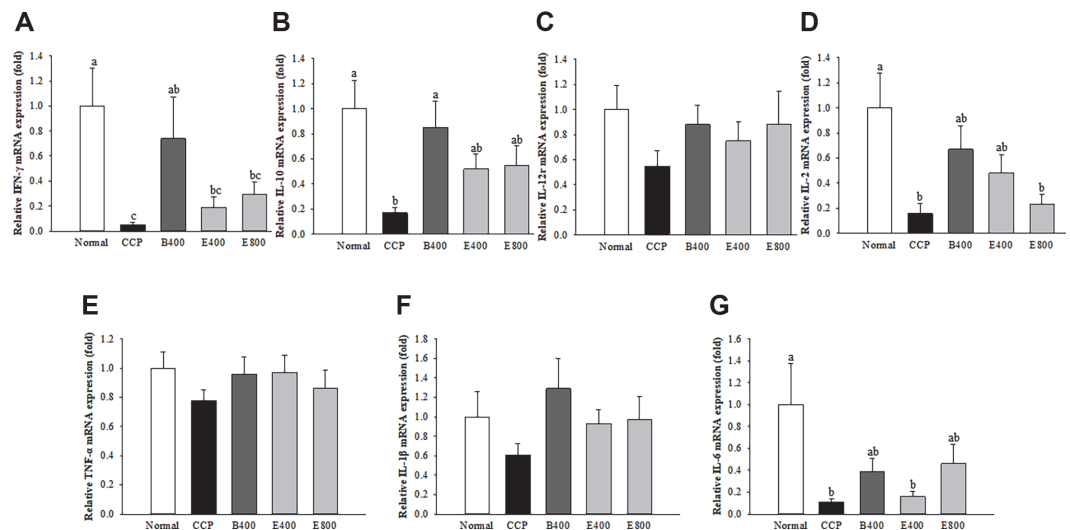 A
Relative IFN-γ mRNA expression (fold)
1.4
1.2
1.0
0.8
0.6
0.4
0.2
0.0
a
c
ab
bc
bc
Normal CCP B400 E400 E800
B
Relative IL-10 mRNA expression (fold)
1.4
1.2
1.0
0.8
0.6
0.4
0.2
0.0
a
b
a
ab
ab
Normal CCP B400 E400 E800
C
Relative IL-12r mRNA expression (fold)
1.4
1.2
1.0
0.8
0.6
0.4
0.2
0.0
Normal CCP B400 E400 E800
D
Relative IL-2 mRNA expression (fold)
1.4
1.2
1.0
0.8
0.6
0.4
0.2
0.0
a
b
ab
ab
b
Normal CCP B400 E400 E800
E
Relative TNF-α mRNA expression (fold)
1.2
1.0
0.8
0.6
0.4
0.2
0.0
Normal CCP B400 E400 E800
F
Relative IL-1β mRNA expression (fold)
1.8
1.6
1.4
1.2
1.0
0.8
0.6
0.4
0.2
0.0
Normal CCP B400 E400 E800
G
Relative IL-6 mRNA expression (fold)
1.6
1.4
1.2
1.0
0.8
0.6
0.4
0.2
0.0
a
b
ab
b
ab
Normal CCP B400 E400 E800